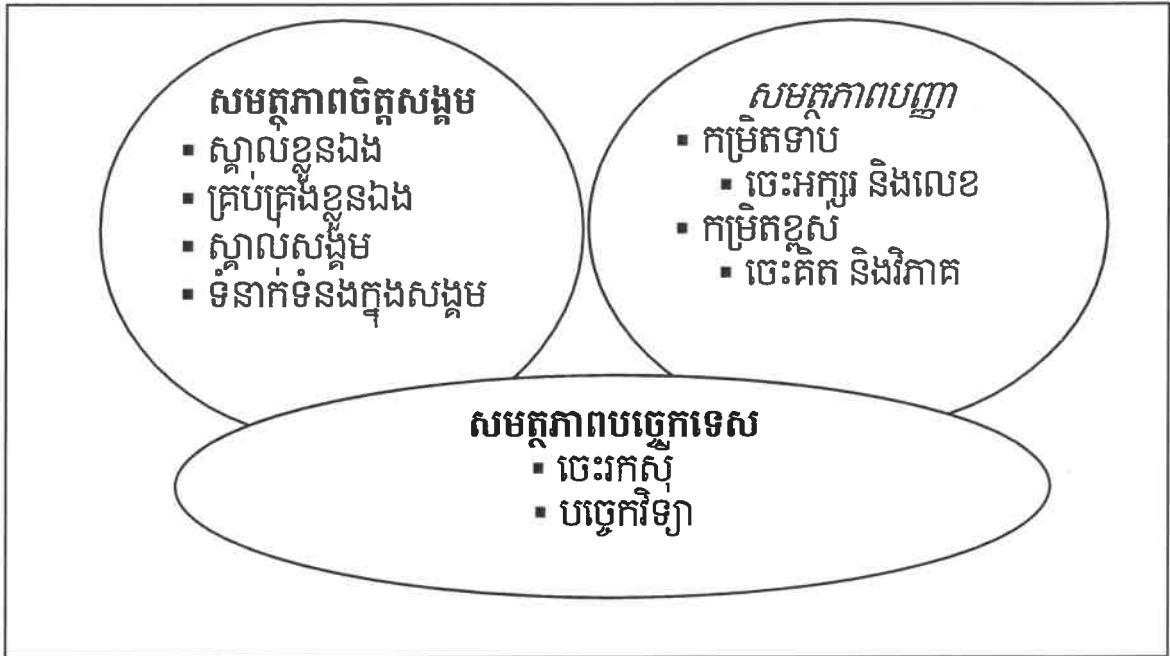 សមត្ថភាពចិត្តសង្គម
▪ ស្គាល់ខ្លួនឯង
▪ គ្រប់គ្រងខ្លួនឯង
▪ ស្គាល់សង្គម
▪ ទំនាក់ទំនងក្នុងសង្គម
សមត្ថភាពបញ្ញា
▪ កម្រិតទាប
▪ ចេះអក្សរ និងលេខ
▪ កម្រិតខ្ពស់
▪ ចេះគិត និងវិភាគ
សមត្ថភាពបច្ចេកទេស
▪ ចេះរកស៊ី
▪ បច្ចេកវិទ្យា